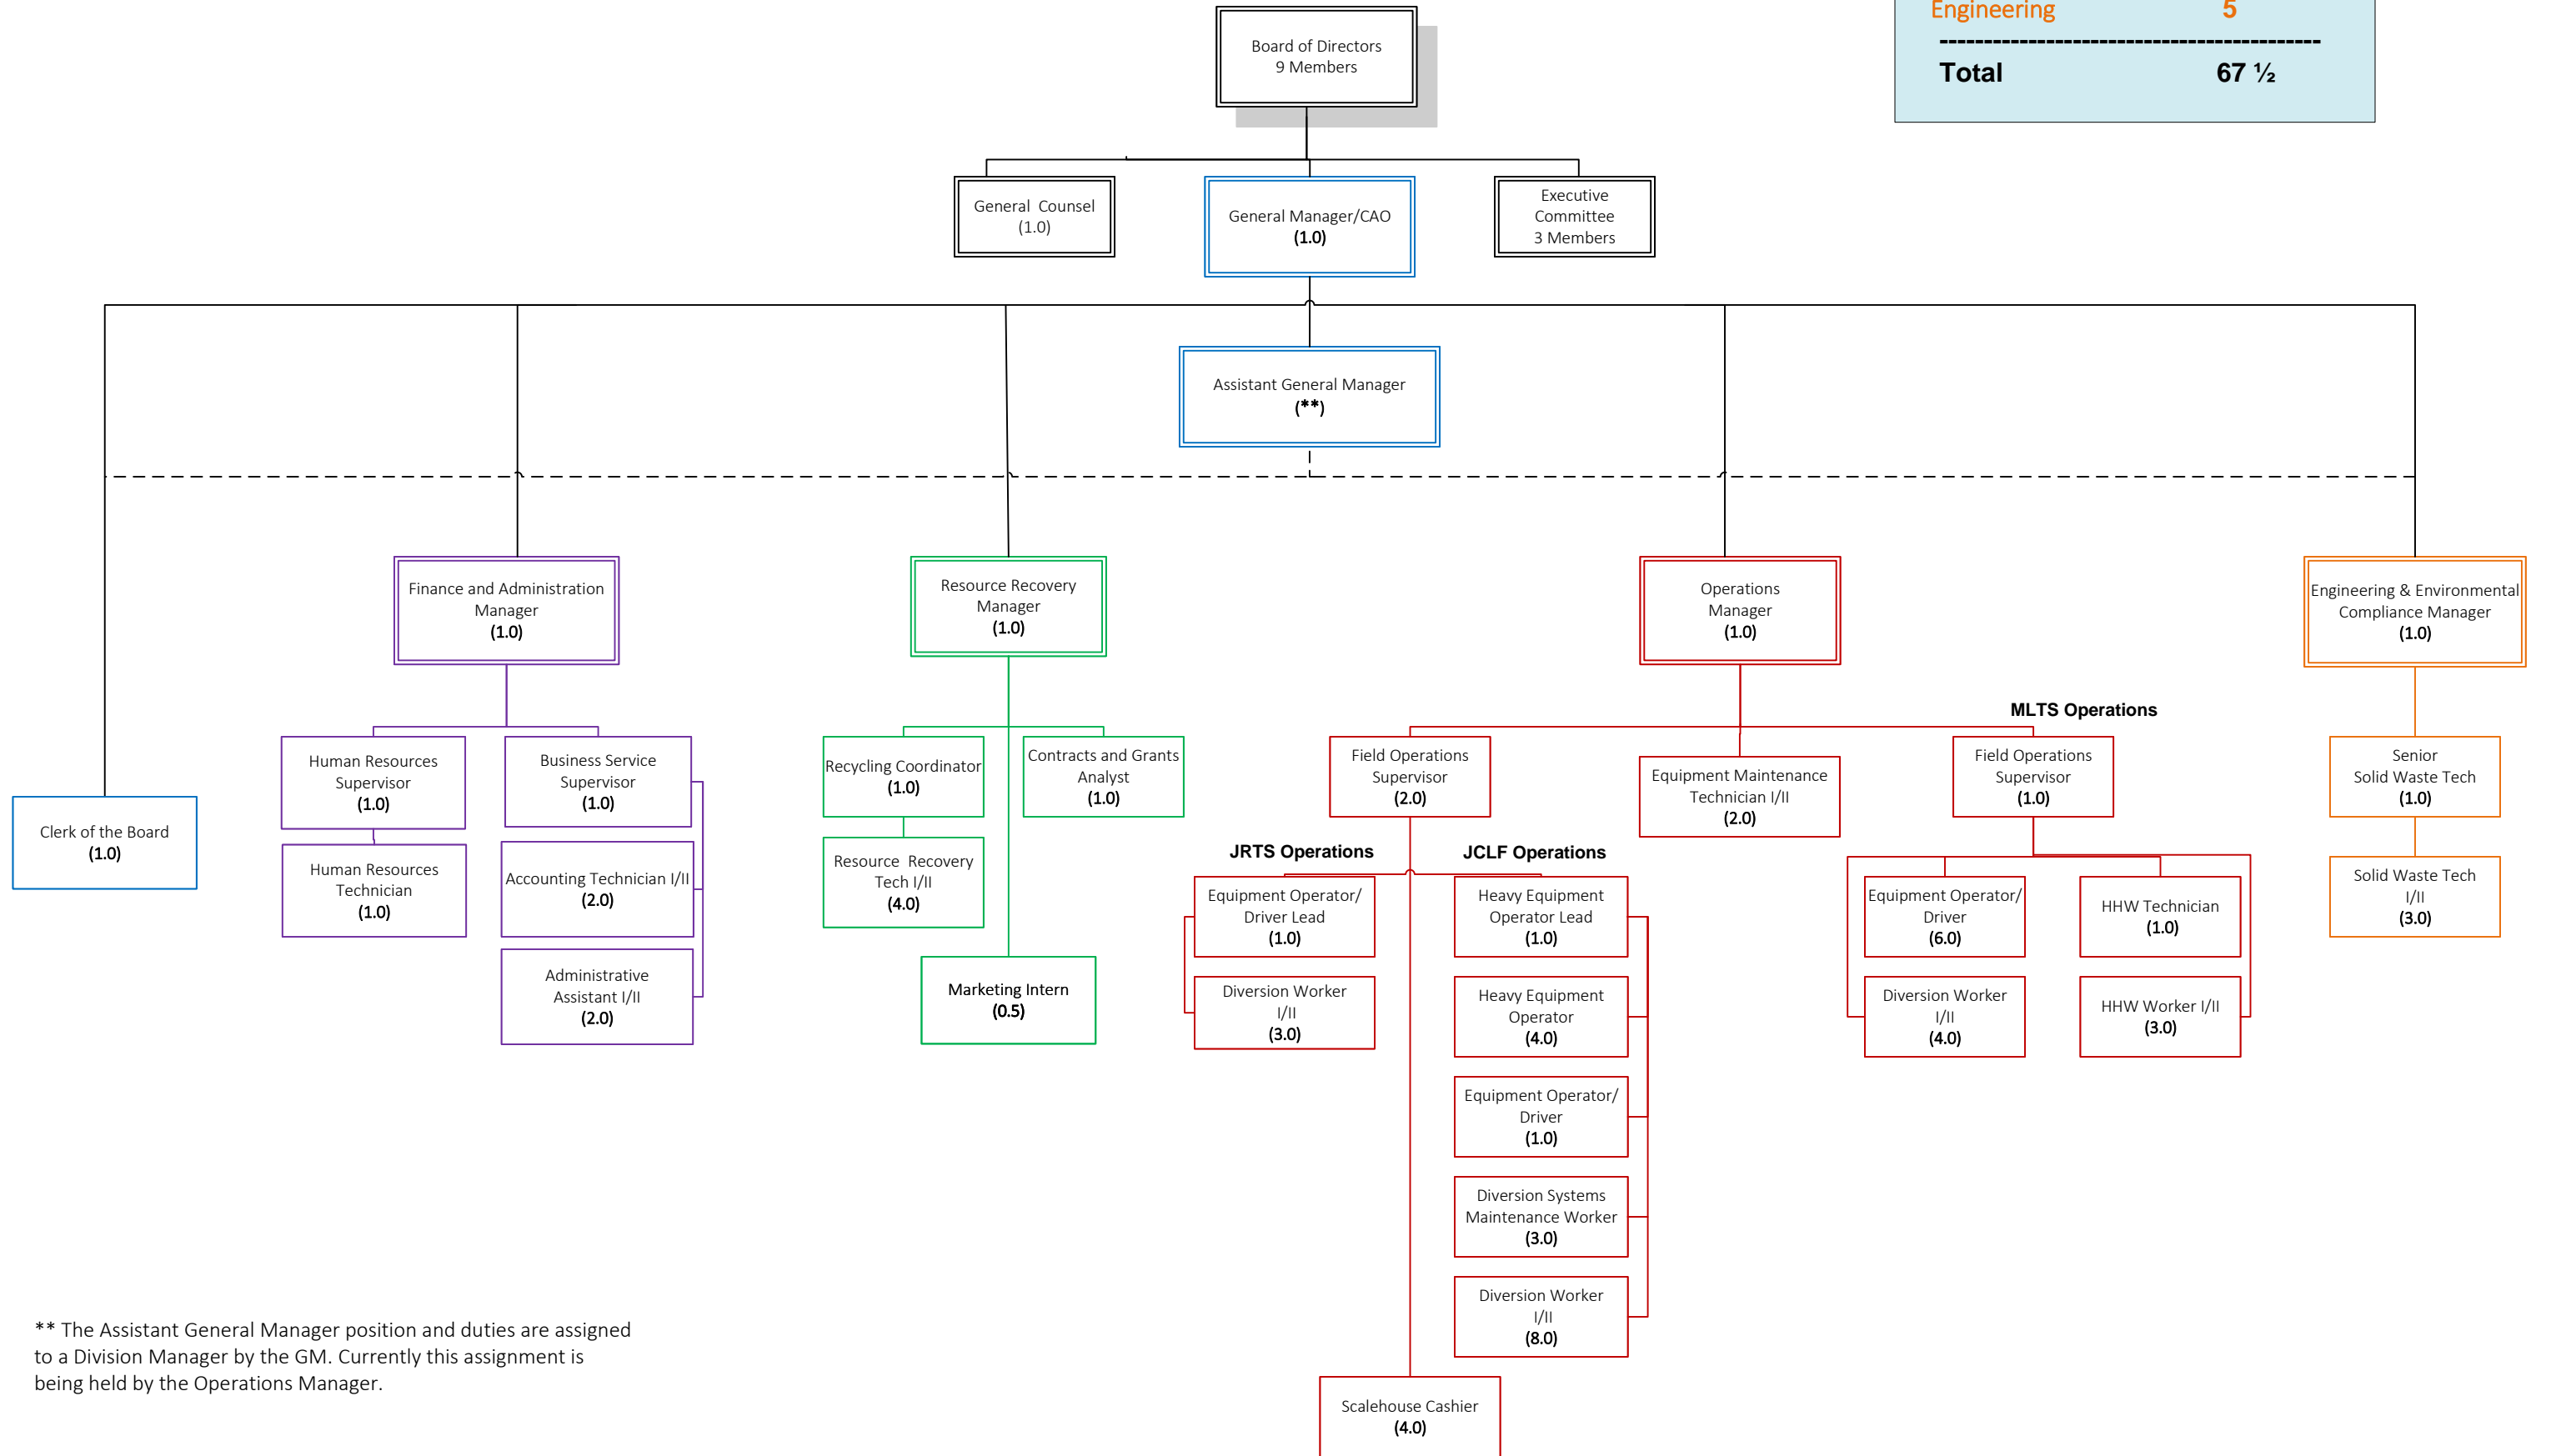 Engineering 5
--------------------------------------------
Total 67 ½
Board of Directors
9 Members
General Counsel
(1.0)
General Manager/CAO
(1.0)
Executive
Committee
3 Members
Assistant General Manager
(**)
Finance and Administration
Manager
(1.0)
Resource Recovery
Manager
(1.0)
Operations
Manager
(1.0)
Engineering & Environmental
Compliance Manager
(1.0)
Clerk of the Board
(1.0)
Human Resources
Supervisor
(1.0)
Human Resources
Technician
(1.0)
Business Service
Supervisor
(1.0)
Accounting Technician I/II
(2.0)
Administrative
Assistant I/II
(2.0)
Recycling Coordinator
(1.0)
Resource Recovery
Tech I/II
(4.0)
Contracts and Grants
Analyst
(1.0)
Marketing Intern
(0.5)
Field Operations
Supervisor
(2.0)
JRTS Operations
Equipment Operator/
Driver Lead
(1.0)
Diversion Worker
I/II
(3.0)
JCLF Operations
Heavy Equipment
Operator Lead
(1.0)
Heavy Equipment
Operator
(4.0)
Equipment Operator/
Driver
(1.0)
Diversion Systems
Maintenance Worker
(3.0)
Diversion Worker
I/II
(8.0)
Scalehouse Cashier
(4.0)
Equipment Maintenance
Technician I/II
(2.0)
MLTS Operations
Field Operations
Supervisor
(1.0)
Equipment Operator/
Driver
(6.0)
Diversion Worker
I/II
(4.0)
HHW Technician
(1.0)
HHW Worker I/II
(3.0)
Senior
Solid Waste Tech
(1.0)
Solid Waste Tech
I/II
(3.0)
** The Assistant General Manager position and duties are assigned
to a Division Manager by the GM. Currently this assignment is
being held by the Operations Manager.